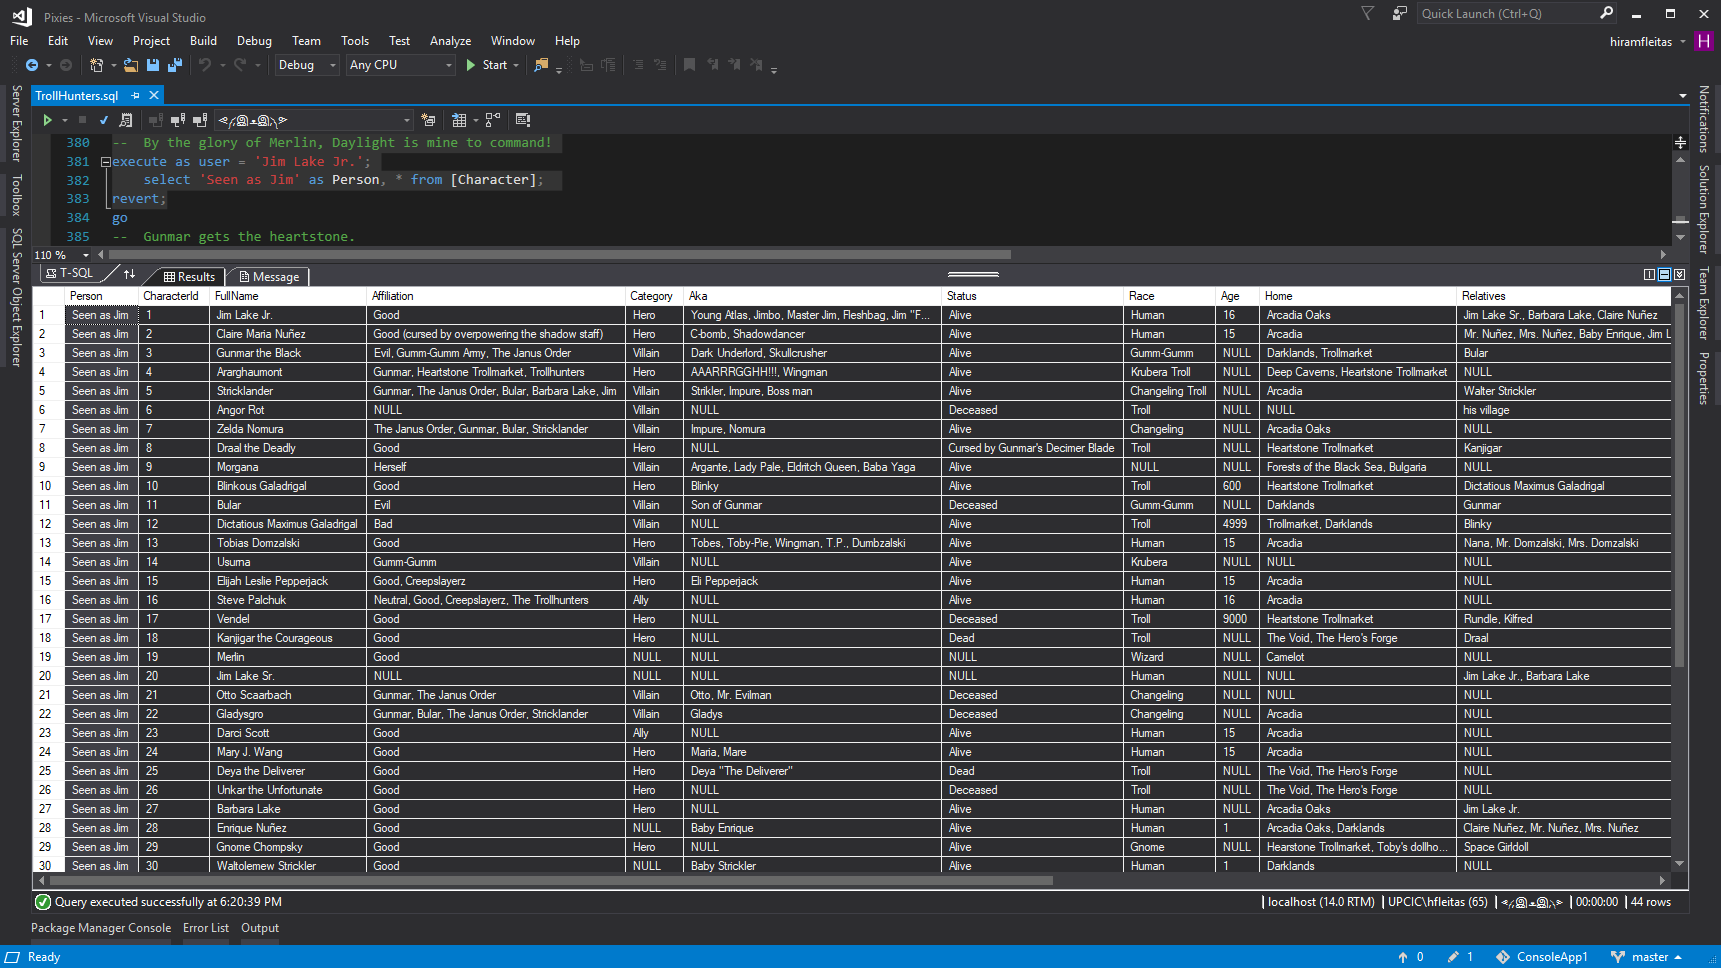 Pixies - Microsoft Visual Studio
Quick Launch (Ctrl+Q)
File Edit View Project Build Debug Team Tools Test Analyze Window Help
hiramfleitas H
Debug Any CPU Start
TrollHunters.sql
Server Explorer
Toolbox
SQL Server Object Explorer
Notifications
Solution Explorer
Team Explorer
Properties
380 -- By the glory of Merlin, Daylight is mine to command!
381 execute as user = 'Jim Lake Jr.';
382 select 'Seen as Jim' as Person, * from [Character];
383 revert;
384 go
385 -- Gunmar gets the heartstone.
110 %
T-SQL Results Message
Person CharacterId FullName Affiliation Category Aka Status Race Age Home Relatives
1 Seen as Jim 1 Jim Lake Jr. Good Hero Young Atlas, Jimbo, Master Jim, Fleshbag, Jim "F... Alive Human 16 Arcadia Oaks Jim Lake Sr., Barbara Lake, Claire Nuñez
2 Seen as Jim 2 Claire Maria Nuñez Good (cursed by overpowering the shadow staff) Hero C-bomb, Shadowdancer Alive Human 15 Arcadia Oaks Mr. Nuñez, Mrs. Nuñez, Baby Enrique, Jim L
3 Seen as Jim 3 Gunmar the Black Evil, Gumm-Gumm Army, The Janus Order Villain Dark Underlord, Skullcrusher Alive Gumm-Gumm NULL Darklands, Trollmarket Bular
4 Seen as Jim 4 Ararghaumont Gunmar, Heartstone Trollmarket, Trollhunters Hero AAARRRGGHH!!!, Wingman Alive Krubera Troll NULL Deep Caverns, Heartstone Trollmarket NULL
5 Seen as Jim 5 Stricklander Gunmar, The Janus Order, Bular, Barbara Lake, Jim Villain Strikler, Impure, Boss man Alive Changeling Troll NULL Arcadia Walter Strickler
6 Seen as Jim 6 Angor Rot NULL Villain NULL Deceased Troll NULL NULL his village
7 Seen as Jim 7 Zelda Nomura The Janus Order, Gunmar, Bular, Stricklander Villain Impure, Nomura Alive Changeling NULL Arcadia Oaks NULL
8 Seen as Jim 8 Draal the Deadly Good Hero NULL Cursed by Gunmar's Decimer Blade Troll NULL Heartstone Trollmarket Kanjigar
9 Seen as Jim 9 Morgana Herself Villain Argante, Lady Pale, Eldritch Queen, Baba Yaga Alive NULL NULL Forests of the Black Sea, Bulgaria NULL
10 Seen as Jim 10 Blinkous Galadrigal Good Hero Blinky Alive Troll 600 Heartstone Trollmarket Dictatious Maximus Galadrigal
11 Seen as Jim 11 Bular Evil Villain Son of Gunmar Deceased Gumm-Gumm NULL Darklands Gunmar
12 Seen as Jim 12 Dictatious Maximus Galadrigal Bad Villain NULL Alive Troll 4999 Trollmarket, Darklands Blinky
13 Seen as Jim 13 Tobias Domzalski Good Hero Tobes, Toby-Pie, Wingman, T.P., Dumbzalski Alive Human 15 Arcadia Nana, Mr. Domzalski, Mrs. Domzalski
14 Seen as Jim 14 Usurna Gumm-Gumm Villain NULL Alive Krubera NULL NULL NULL
15 Seen as Jim 15 Elijah Leslie Pepperjack Good, Creepslayerz Hero Eli Pepperjack Alive Human 15 Arcadia NULL
16 Seen as Jim 16 Steve Palchuk Neutral, Good, Creepslayerz, The Trollhunters Ally NULL Alive Human 16 Arcadia NULL
17 Seen as Jim 17 Vendel Good Hero NULL Deceased Troll 9000 Heartstone Trollmarket Rundle, Kilfred
18 Seen as Jim 18 Kanjigar the Courageous Good Hero NULL Dead Troll NULL The Void, The Hero's Forge Draal
19 Seen as Jim 19 Merlin Good NULL NULL NULL Wizard NULL Camelot NULL
20 Seen as Jim 20 Jim Lake Sr. NULL NULL NULL NULL Human NULL NULL Jim Lake Jr., Barbara Lake
21 Seen as Jim 21 Otto Scaarbach Gunmar, The Janus Order Villain Otto, Mr. Evilman Deceased Changeling NULL NULL NULL
22 Seen as Jim 22 Gladysgro Gunmar, Bular, The Janus Order, Stricklander Villain Gladys Deceased Changeling NULL Arcadia NULL
23 Seen as Jim 23 Darci Scott Good Ally NULL Alive Human 15 Arcadia NULL
24 Seen as Jim 24 Mary J. Wang Good Hero Maria, Mare Alive Human 15 Arcadia NULL
25 Seen as Jim 25 Deya the Deliverer Good Hero Deya "The Deliverer" Dead Troll NULL The Void, The Hero's Forge NULL
26 Seen as Jim 26 Unkar the Unfortunate Good Hero NULL Deceased Troll NULL The Void, The Hero's Forge NULL
27 Seen as Jim 27 Barbara Lake Good Hero NULL Alive Human NULL Arcadia Oaks Jim Lake Jr.
28 Seen as Jim 28 Enrique Nuñez Good NULL Baby Enrique Alive Human 1 Arcadia Oaks, Darklands Claire Nuñez, Mr. Nuñez, Mrs. Nuñez
29 Seen as Jim 29 Gnome Chompsky Good Hero NULL Alive Gnome NULL Hearstone Trollmarket, Toby's dollho... Space Girldoll
30 Seen as Jim 30 Waltolemew Strickler Good NULL Baby Strickler Alive Human 1 Darklands NULL
Query executed successfully at 6:20:39 PM
localhost (14.0 RTM) UPCIC\hfleitas (65) 00:00:00 44 rows
Package Manager Console Error List Output
Ready
0 1 ConsoleApp1 master